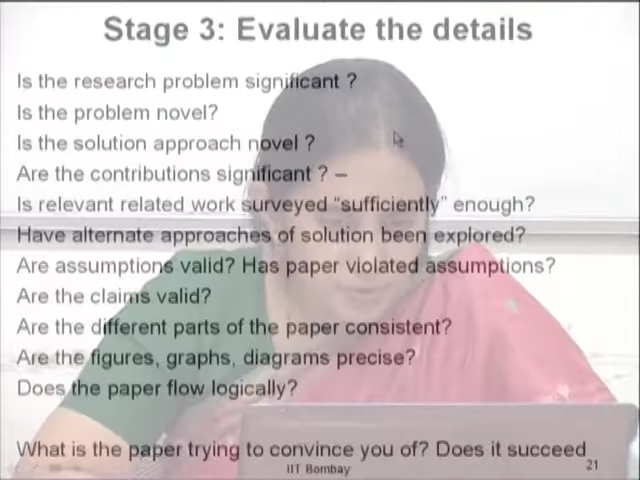 Stage 3: Evaluate the details
Is the research problem significant ?
Is the problem novel?
Is the solution approach novel ?
Are the contributions significant ? –
Is relevant related work surveyed “sufficiently” enough?
Have alternate approaches of solution been explored?
Are assumptions valid? Has paper violated assumptions?
Are the claims valid?
Are the different parts of the paper consistent?
Are the figures, graphs, diagrams precise?
Does the paper flow logically?
What is the paper trying to convince you of? Does it succeed
IIT Bombay
21